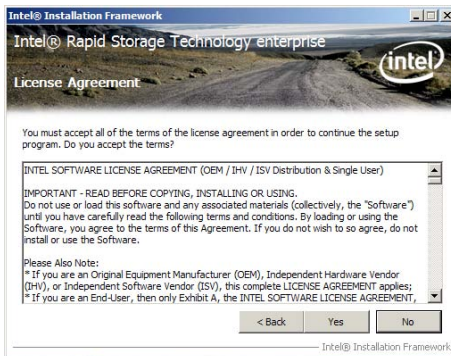 Intel® Installation Framework
Intel® Rapid Storage Technology enterprise
intel
License Agreement
You must accept all of the terms of the license agreement in order to continue the setup
program. Do you accept the terms?
INTEL SOFTWARE LICENSE AGREEMENT (OEM / IHV / ISV Distribution & Single User)
IMPORTANT - READ BEFORE COPYING, INSTALLING OR USING.
Do not use or load this software and any associated materials (collectively, the "Software")
until you have carefully read the following terms and conditions. By loading or using the
Software, you agree to the terms of this Agreement. If you do not wish to so agree, do not
install or use the Software.
Please Also Note:
* If you are an Original Equipment Manufacturer (OEM), Independent Hardware Vendor
(IHV), or Independent Software Vendor (ISV), this complete LICENSE AGREEMENT applies;
* If you are an End-User, then only Exhibit A, the INTEL SOFTWARE LICENSE AGREEMENT,
< Back Yes No
Intel® Installation Framework